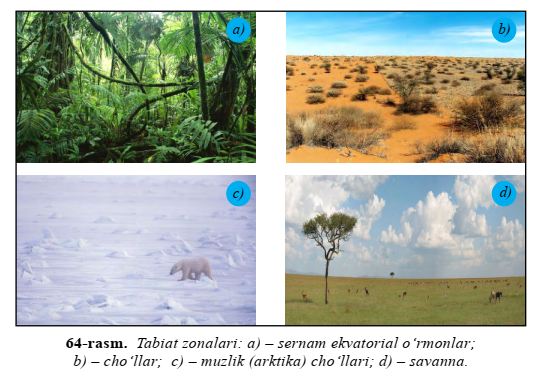 a)
b)
c)
d)
64-rasm. Tabiat zonalari: a) – sernam ekvatorial o‘rmonlar;
b) – cho‘llar; c) – muzlik (arktika) cho‘llari; d) – savanna.